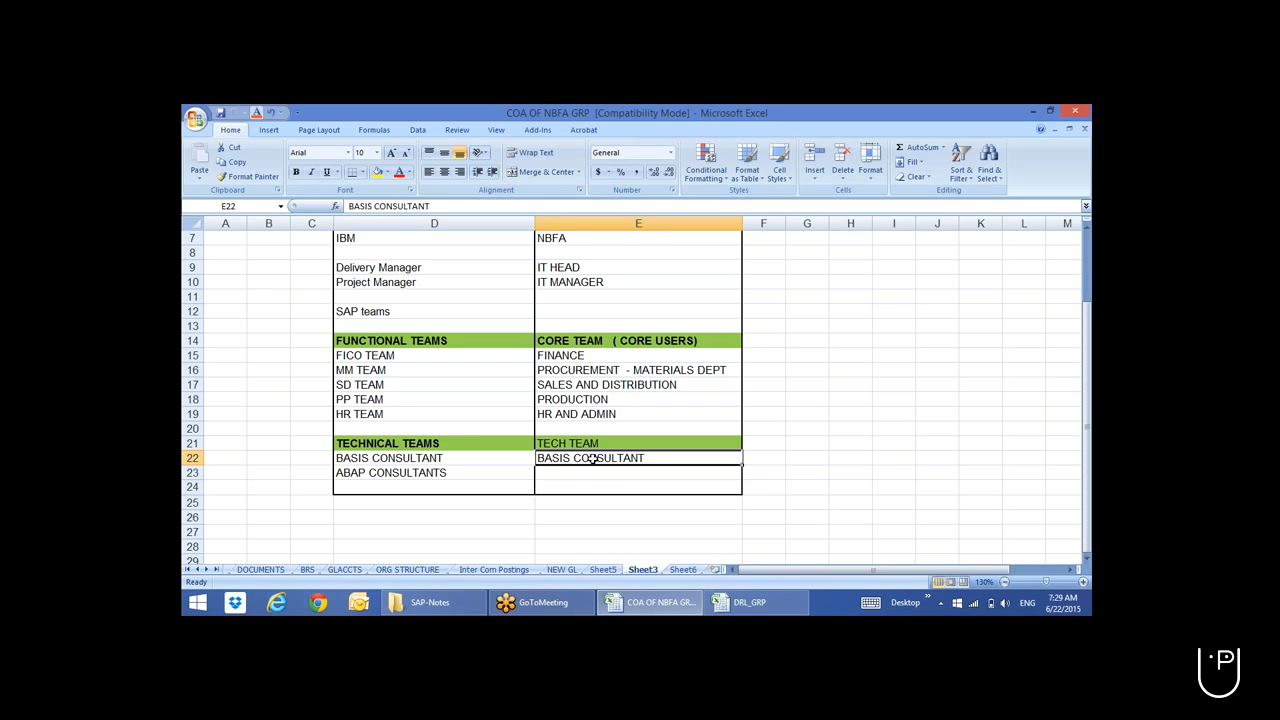 COA OF NBFA GRP [Compatibility Mode] - Microsoft Excel
Home Insert Page Layout Formulas Data Review View Add-Ins Acrobat
Paste Cut Copy Format Painter Clipboard
Arial 10 A A B I U A Font
Wrap Text Merge & Center Alignment
General $ % , Number
Conditional Formatting Format as Table Cell Styles Styles
Insert Delete Format Cells
Σ AutoSum Fill Clear Sort & Filter Find & Select Editing
E22 fx BASIS CONSULTANT
A B C D E F G H I J K L M
7 IBM NBFA
8
9 Delivery Manager IT HEAD
10 Project Manager IT MANAGER
11
12 SAP teams
13
14 FUNCTIONAL TEAMS CORE TEAM ( CORE USERS)
15 FICO TEAM FINANCE
16 MM TEAM PROCUREMENT - MATERIALS DEPT
17 SD TEAM SALES AND DISTRIBUTION
18 PP TEAM PRODUCTION
19 HR TEAM HR AND ADMIN
20
21 TECHNICAL TEAMS TECH TEAM
22 BASIS CONSULTANT BASIS CONSULTANT
23 ABAP CONSULTANTS
24
25
26
27
28
29
DOCUMENTS BRS GLACCTS ORG STRUCTURE Inter Com Postings NEW GL Sheet5 Sheet3 Sheet6
Ready 130%
SAP-Notes GoToMeeting COA OF NBFA GR... DRL_GRP Desktop ENG 7:29 AM
6/22/2015
P